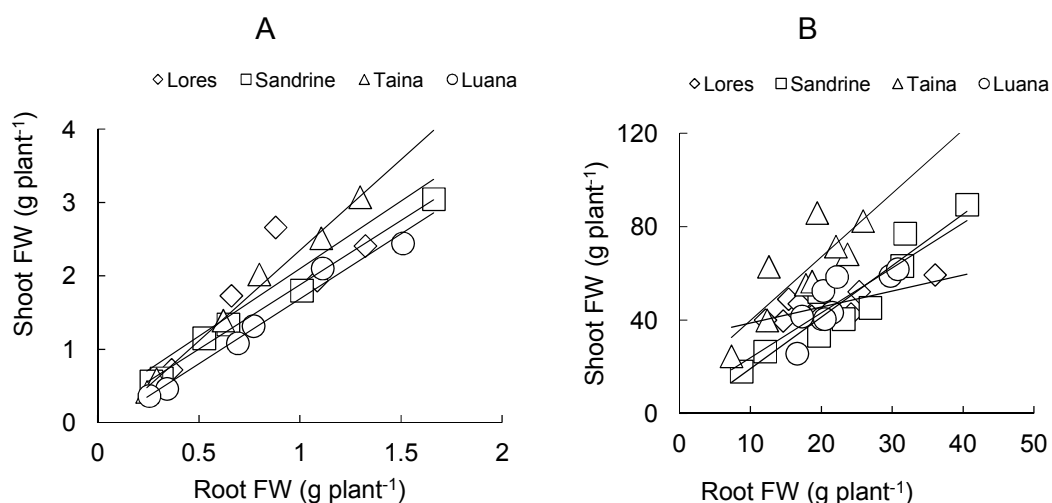 A
◇Lores □Sandrine △Taina ○Luana
Shoot FW (g plant⁻¹)
4
3
2
1
0
0 0.5 1 1.5 2
Root FW (g plant⁻¹)
B
◇Lores □Sandrine △Taina ○Luana
Shoot FW (g plant⁻¹)
120
80
40
0
0 10 20 30 40 50
Root FW (g plant⁻¹)